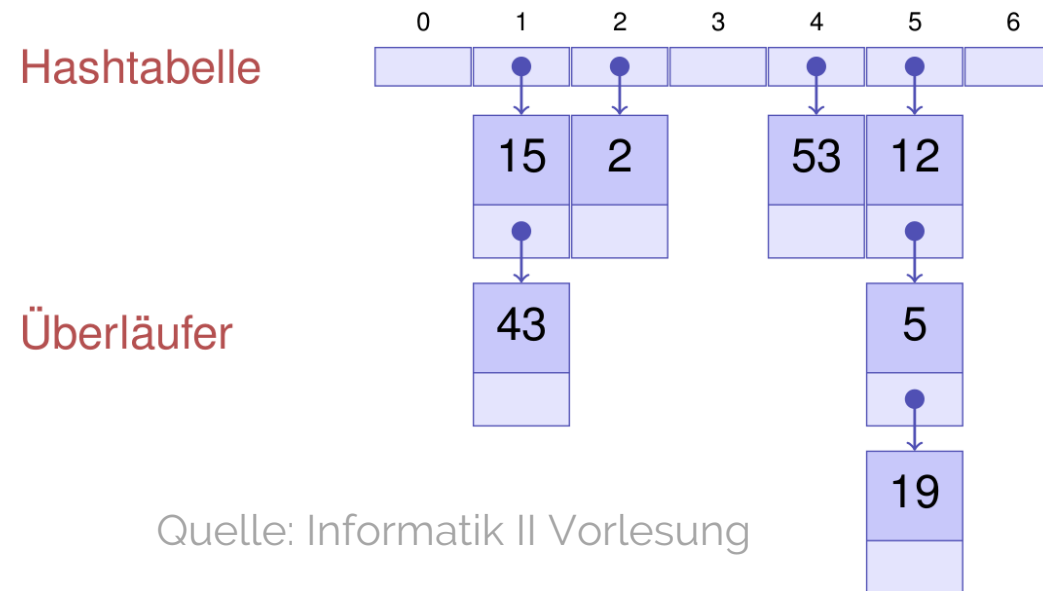 0 1 2 3 4 5 6
Hashtabelle
15 2 53 12
Überläufer
43 5
19
Quelle: Informatik II Vorlesung